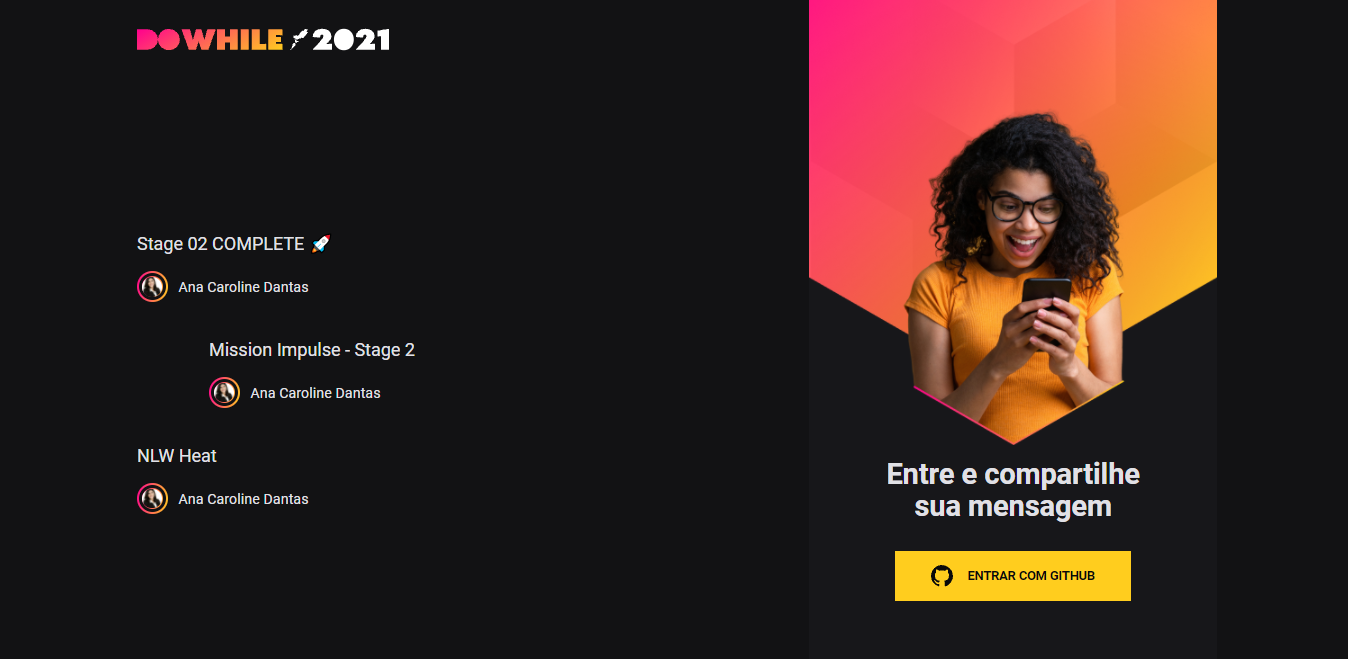 DOWHILE 2021
Stage 02 COMPLETE 🚀
Ana Caroline Dantas
Mission Impulse - Stage 2
Ana Caroline Dantas
NLW Heat
Ana Caroline Dantas
Entre e compartilhe
sua mensagem
ENTRAR COM GITHUB